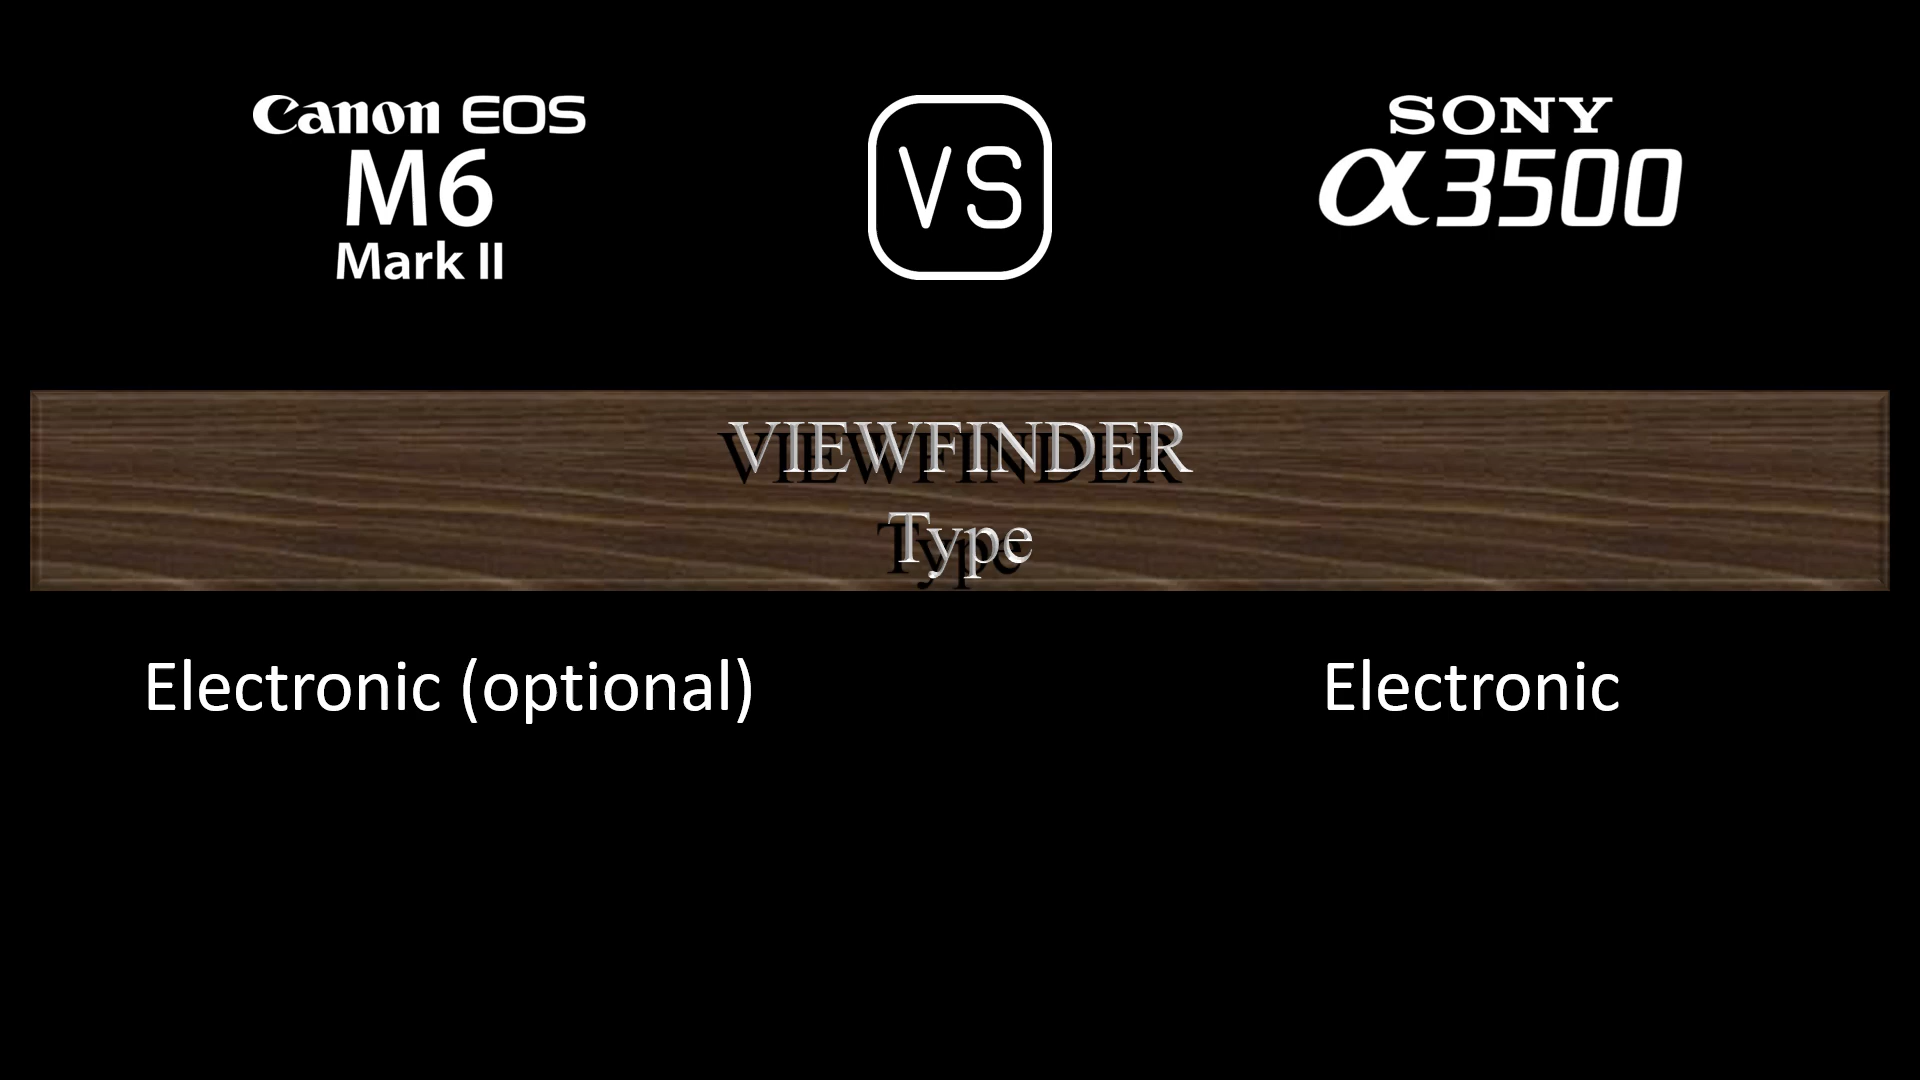 Canon EOS
M6
Mark II
VS
SONY
α3500
VIEWFINDER
Type
Electronic (optional)
Electronic